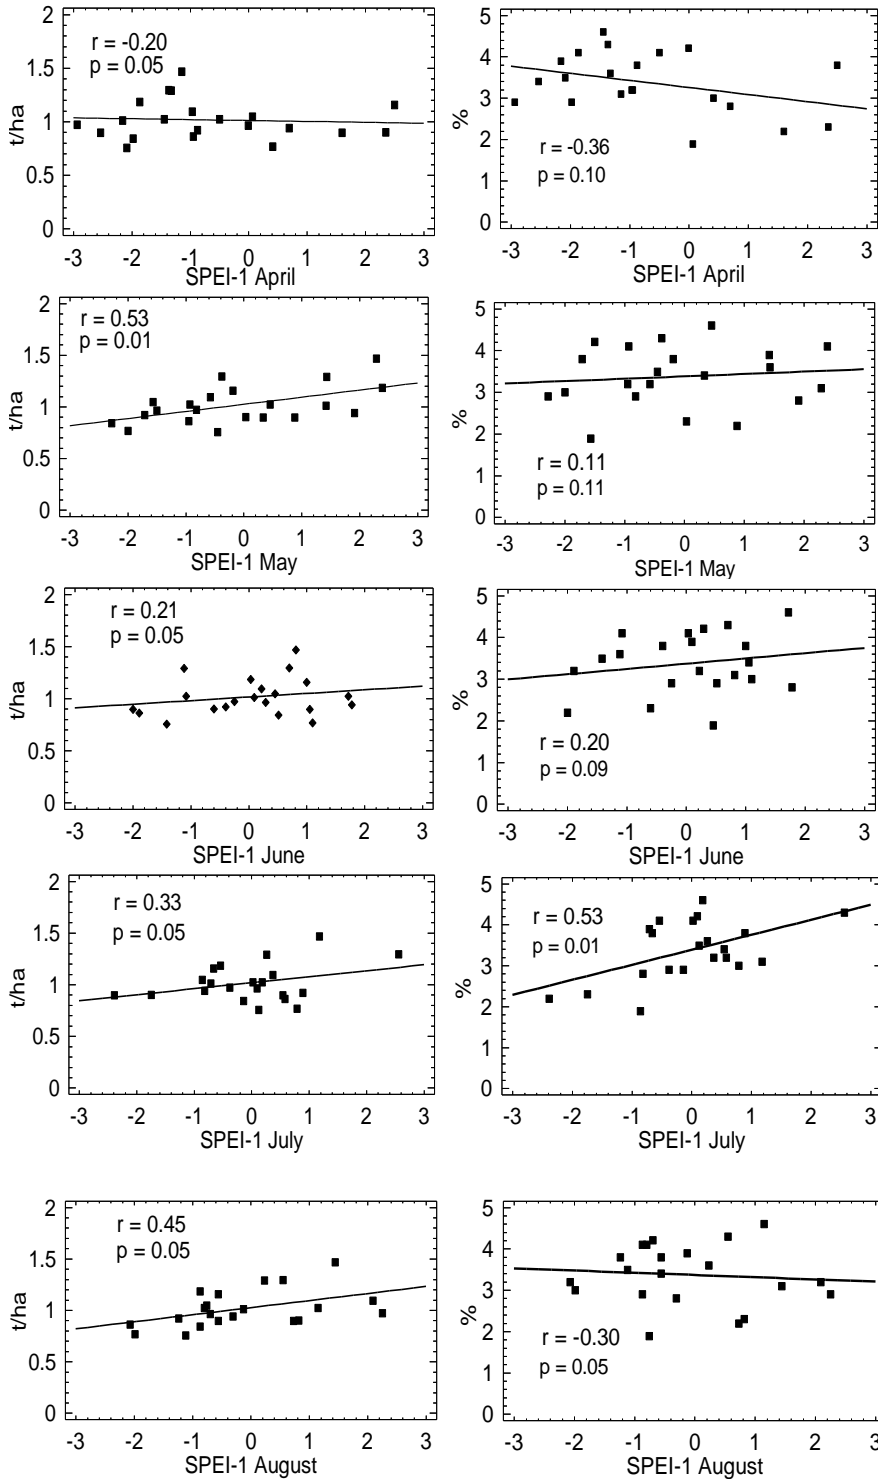 2
1.5
1
0.5
0
t/ha
r = -0.20
p = 0.05
-3 -2 -1 0 1 2 3
SPEI-1 April
5
4
3
2
1
0
%
r = -0.36
p = 0.10
-3 -2 -1 0 1 2 3
SPEI-1 April
2
1.5
1
0.5
0
t/ha
r = 0.53
p = 0.01
-3 -2 -1 0 1 2 3
SPEI-1 May
5
4
3
2
1
0
%
r = 0.11
p = 0.11
-3 -2 -1 0 1 2 3
SPEI-1 May
2
1.5
1
0.5
0
t/ha
r = 0.21
p = 0.05
-3 -2 -1 0 1 2 3
SPEI-1 June
5
4
3
2
1
0
%
r = 0.20
p = 0.09
-3 -2 -1 0 1 2 3
SPEI-1 June
2
1.5
1
0.5
0
t/ha
r = 0.33
p = 0.05
-3 -2 -1 0 1 2 3
SPEI-1 July
5
4
3
2
1
0
%
r = 0.53
p = 0.01
-3 -2 -1 0 1 2 3
SPEI-1 July
2
1.5
1
0.5
0
t/ha
r = 0.45
p = 0.05
-3 -2 -1 0 1 2 3
SPEI-1 August
5
4
3
2
1
0
%
r = -0.30
p = 0.05
-3 -2 -1 0 1 2 3
SPEI-1 August